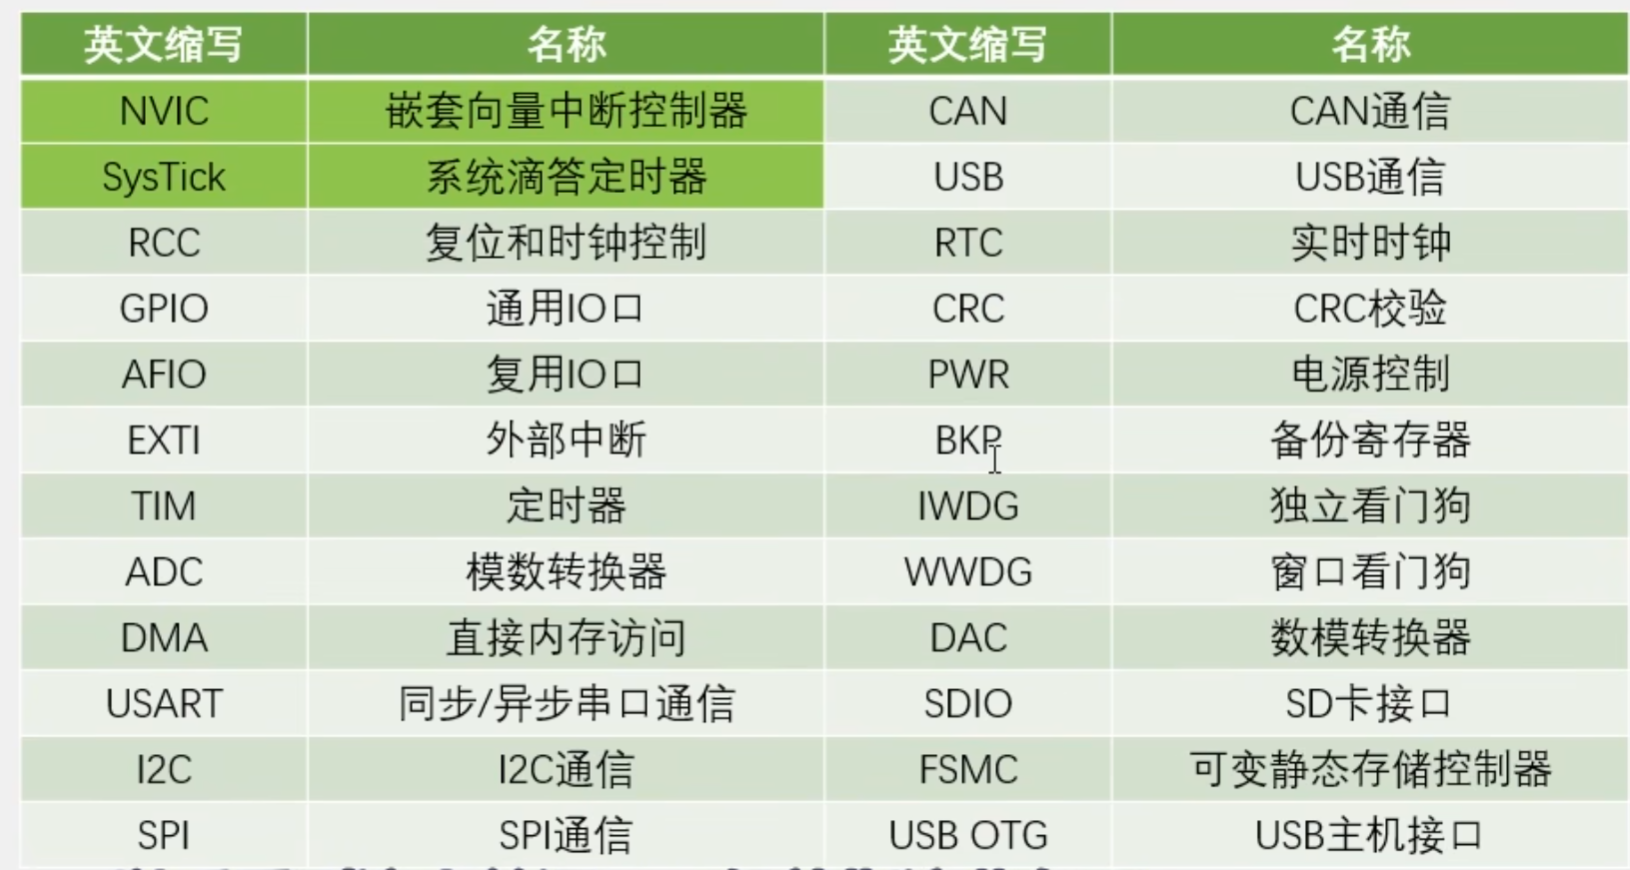 英文缩写 名称 英文缩写 名称
NVIC 嵌套向量中断控制器 CAN CAN通信
SysTick 系统滴答定时器 USB USB通信
RCC 复位和时钟控制 RTC 实时时钟
GPIO 通用IO口 CRC CRC校验
AFIO 复用IO口 PWR 电源控制
EXTI 外部中断 BKP 备份寄存器
TIM 定时器 IWDG 独立看门狗
ADC 模数转换器 WWDG 窗口看门狗
DMA 直接内存访问 DAC 数模转换器
USART 同步/异步串口通信 SDIO SD卡接口
I2C I2C通信 FSMC 可变静态存储控制器
SPI SPI通信 USB OTG USB主机接口